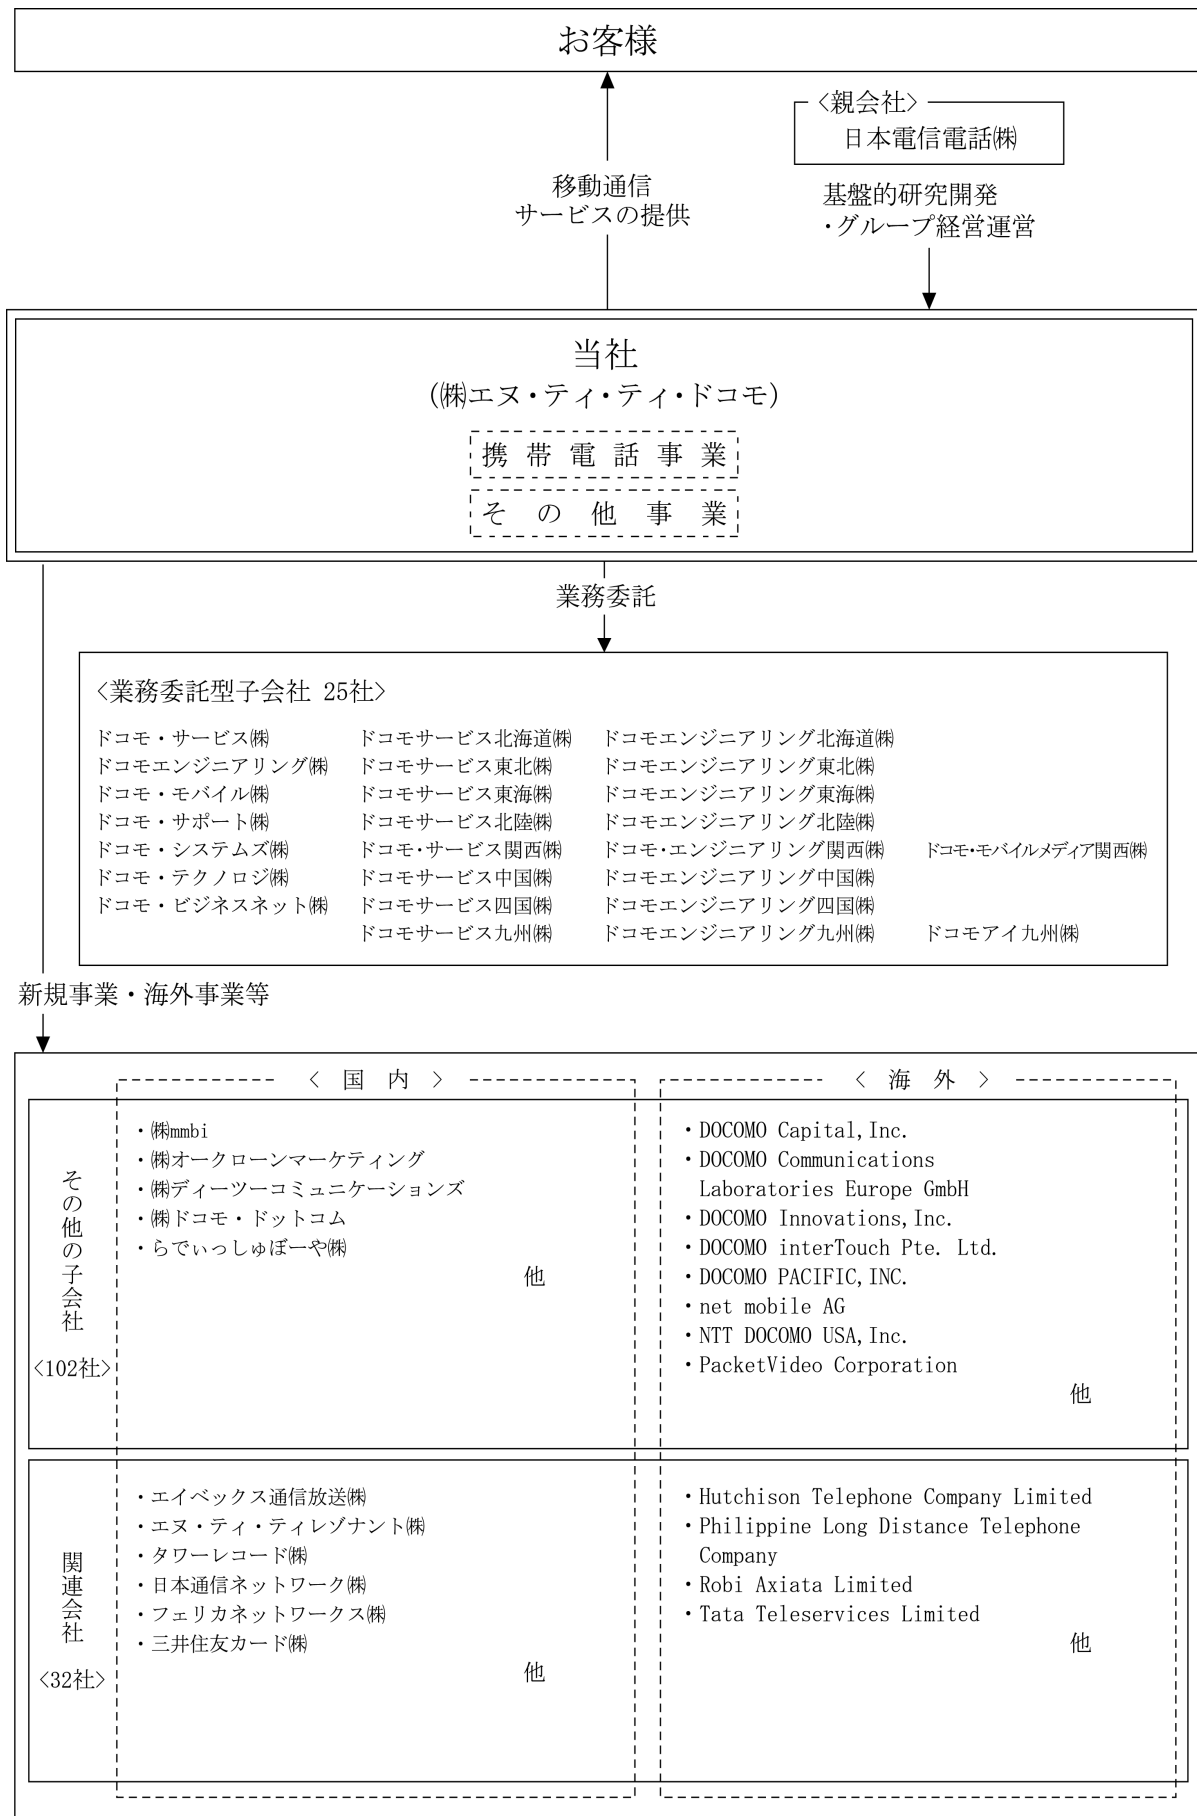 お客様
〈親会社〉
日本電信電話㈱
移動通信
サービスの提供
基盤的研究開発
・グループ経営運営
当社
(㈱エヌ・ティ・ティ・ドコモ)
携帯電話事業
その他事業
業務委託
〈業務委託型子会社 25社〉
ドコモ・サービス㈱ ドコモサービス北海道㈱ ドコモエンジニアリング北海道㈱
ドコモエンジニアリング㈱ ドコモサービス東北㈱ ドコモエンジニアリング東北㈱
ドコモ・モバイル㈱ ドコモサービス東海㈱ ドコモエンジニアリング東海㈱
ドコモ・サポート㈱ ドコモサービス北陸㈱ ドコモエンジニアリング北陸㈱
ドコモ・システムズ㈱ ドコモ・サービス関西㈱ ドコモ・エンジニアリング関西㈱ ドコモ・モバイルメディア関西㈱
ドコモ・テクノロジ㈱ ドコモサービス中国㈱ ドコモエンジニアリング中国㈱
ドコモ・ビジネスネット㈱ ドコモサービス四国㈱ ドコモエンジニアリング四国㈱
ドコモサービス九州㈱ ドコモエンジニアリング九州㈱ ドコモアイ九州㈱
新規事業・海外事業等
〈国内〉
〈海外〉
その他の子会社
〈102社〉
・㈱mmbi
・㈱オークローンマーケティング
・㈱ディーツーコミュニケーションズ
・㈱ドコモ・ドットコム
・らでぃっしゅぼーや㈱
他
・DOCOMO Capital,Inc.
・DOCOMO Communications
Laboratories Europe GmbH
・DOCOMO Innovations,Inc.
・DOCOMO interTouch Pte. Ltd.
・DOCOMO PACIFIC,INC.
・net mobile AG
・NTT DOCOMO USA,Inc.
・PacketVideo Corporation
他
関連会社
〈32社〉
・エイベックス通信放送㈱
・エヌ・ティ・ティレゾナント㈱
・タワーレコード㈱
・日本通信ネットワーク㈱
・フェリカネットワークス㈱
・三井住友カード㈱
他
・Hutchison Telephone Company Limited
・Philippine Long Distance Telephone
Company
・Robi Axiata Limited
・Tata Teleservices Limited
他